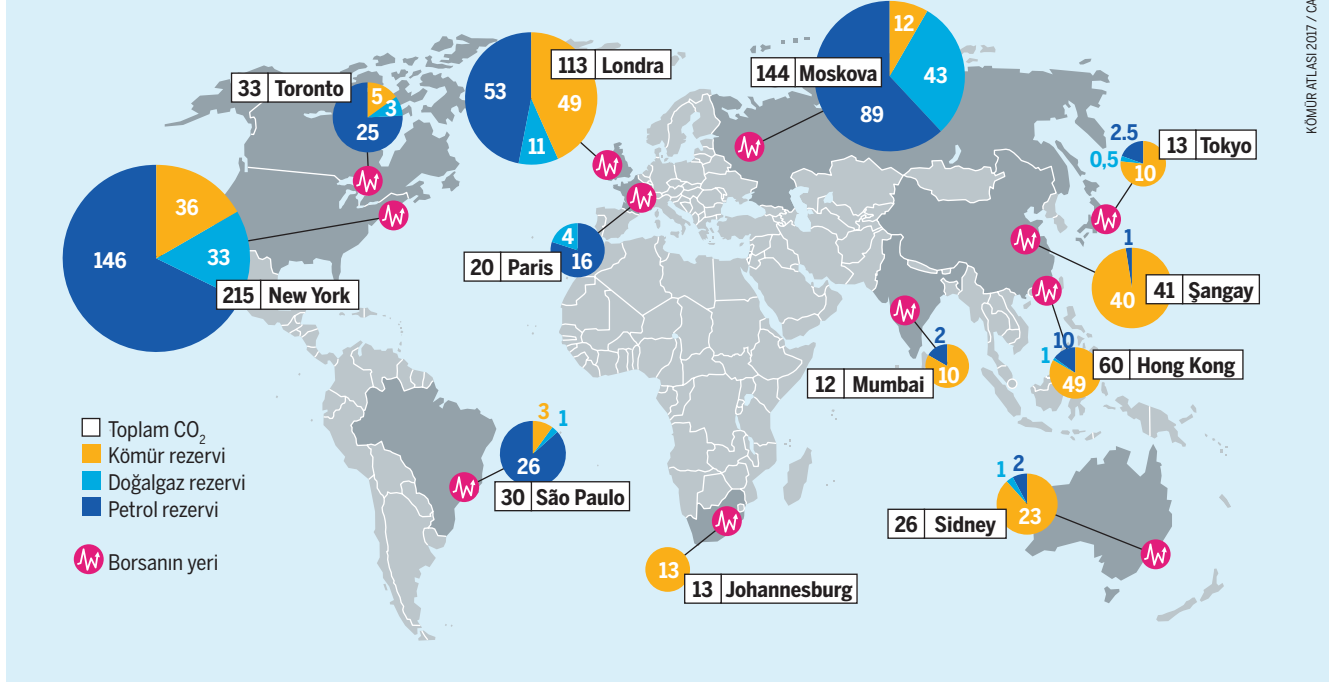 KÖMÜR ATLASI 2017 / CA
33 Toronto
5
3
25
113 Londra
53
49
11
144 Moskova
12
43
89
13 Tokyo
2.5
0,5
10
215 New York
36
33
146
20 Paris
4
16
41 Şangay
1
40
12 Mumbai
2
10
60 Hong Kong
10
1
49
30 São Paulo
3
1
26
26 Sidney
1
2
23
13 Johannesburg
13
Toplam CO₂
Kömür rezervi
Doğalgaz rezervi
Petrol rezervi
Borsanın yeri